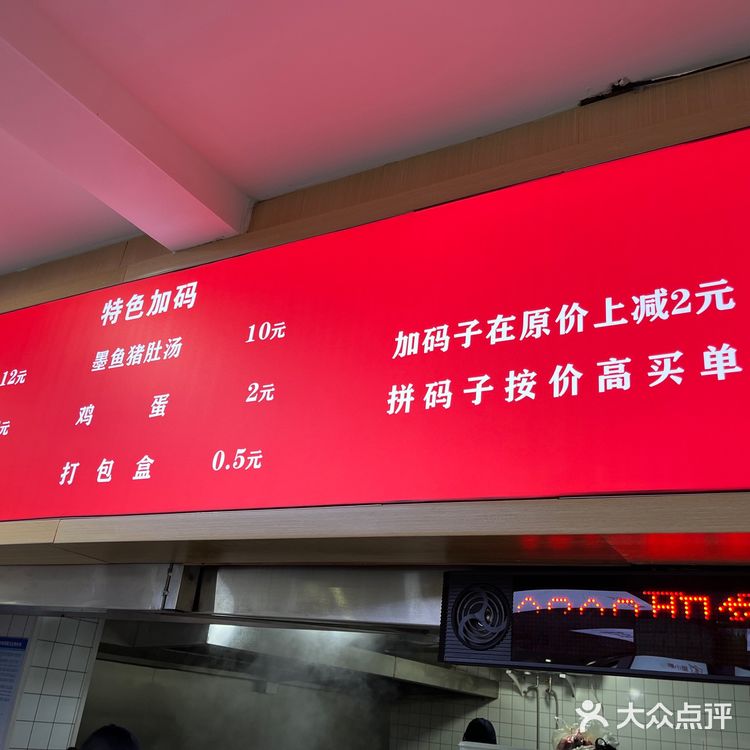 特色加码
墨鱼猪肚汤 10元
12元
鸡蛋 2元
元
打包盒 0.5元
加码子在原价上减2元
拼码子按价高买单
大众点评